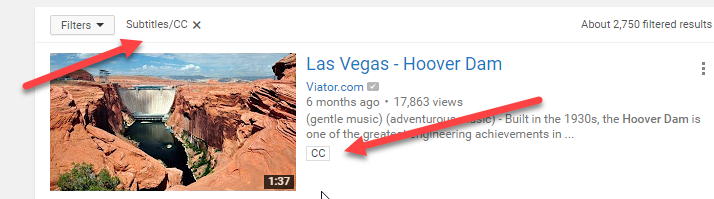 Filters Subtitles/CC × About 2,750 filtered results
Las Vegas - Hoover Dam
Viator.com
6 months ago • 17,863 views
(gentle music) (adventurous music) - Built in the 1930s, the Hoover Dam is
one of the greatest engineering achievements in ...
CC
1:37